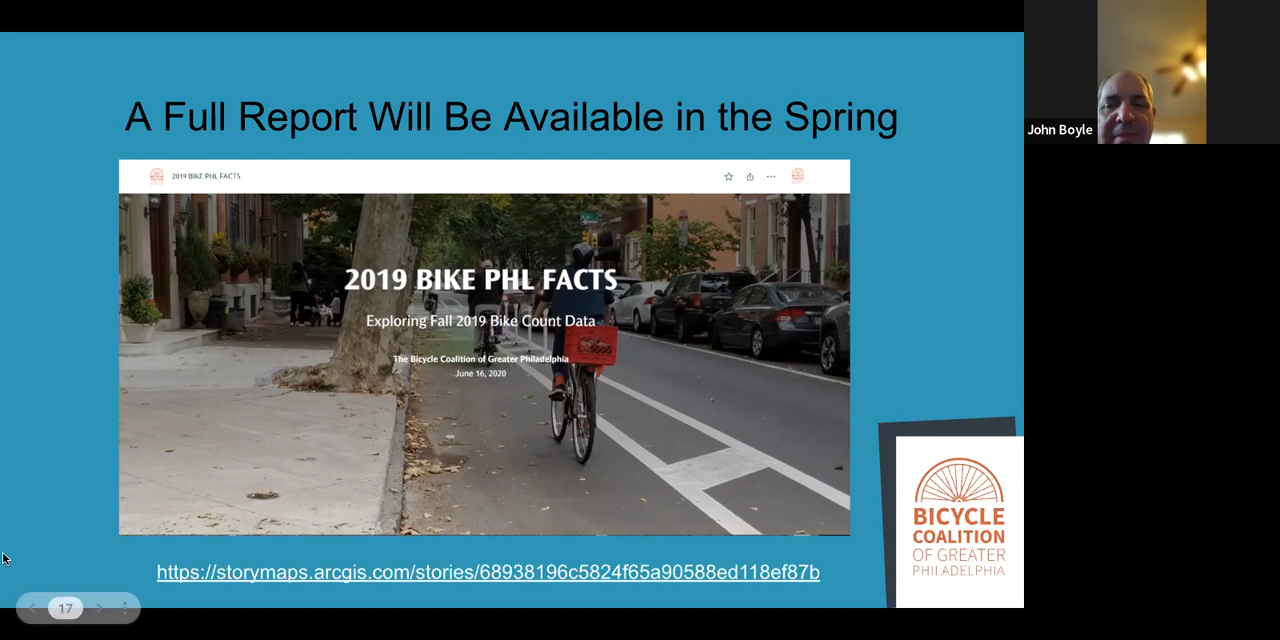 A Full Report Will Be Available in the Spring
John Boyle
2019 BIKE PHL FACTS
2019 BIKE PHL FACTS
Exploring Fall 2019 Bike Count Data
The Bicycle Coalition of Greater Philadelphia
June 16, 2020
https://storymaps.arcgis.com/stories/68938196c5824f65a90588ed118ef87b
BICYCLE
COALITION
OF GREATER
PHILADELPHIA
17